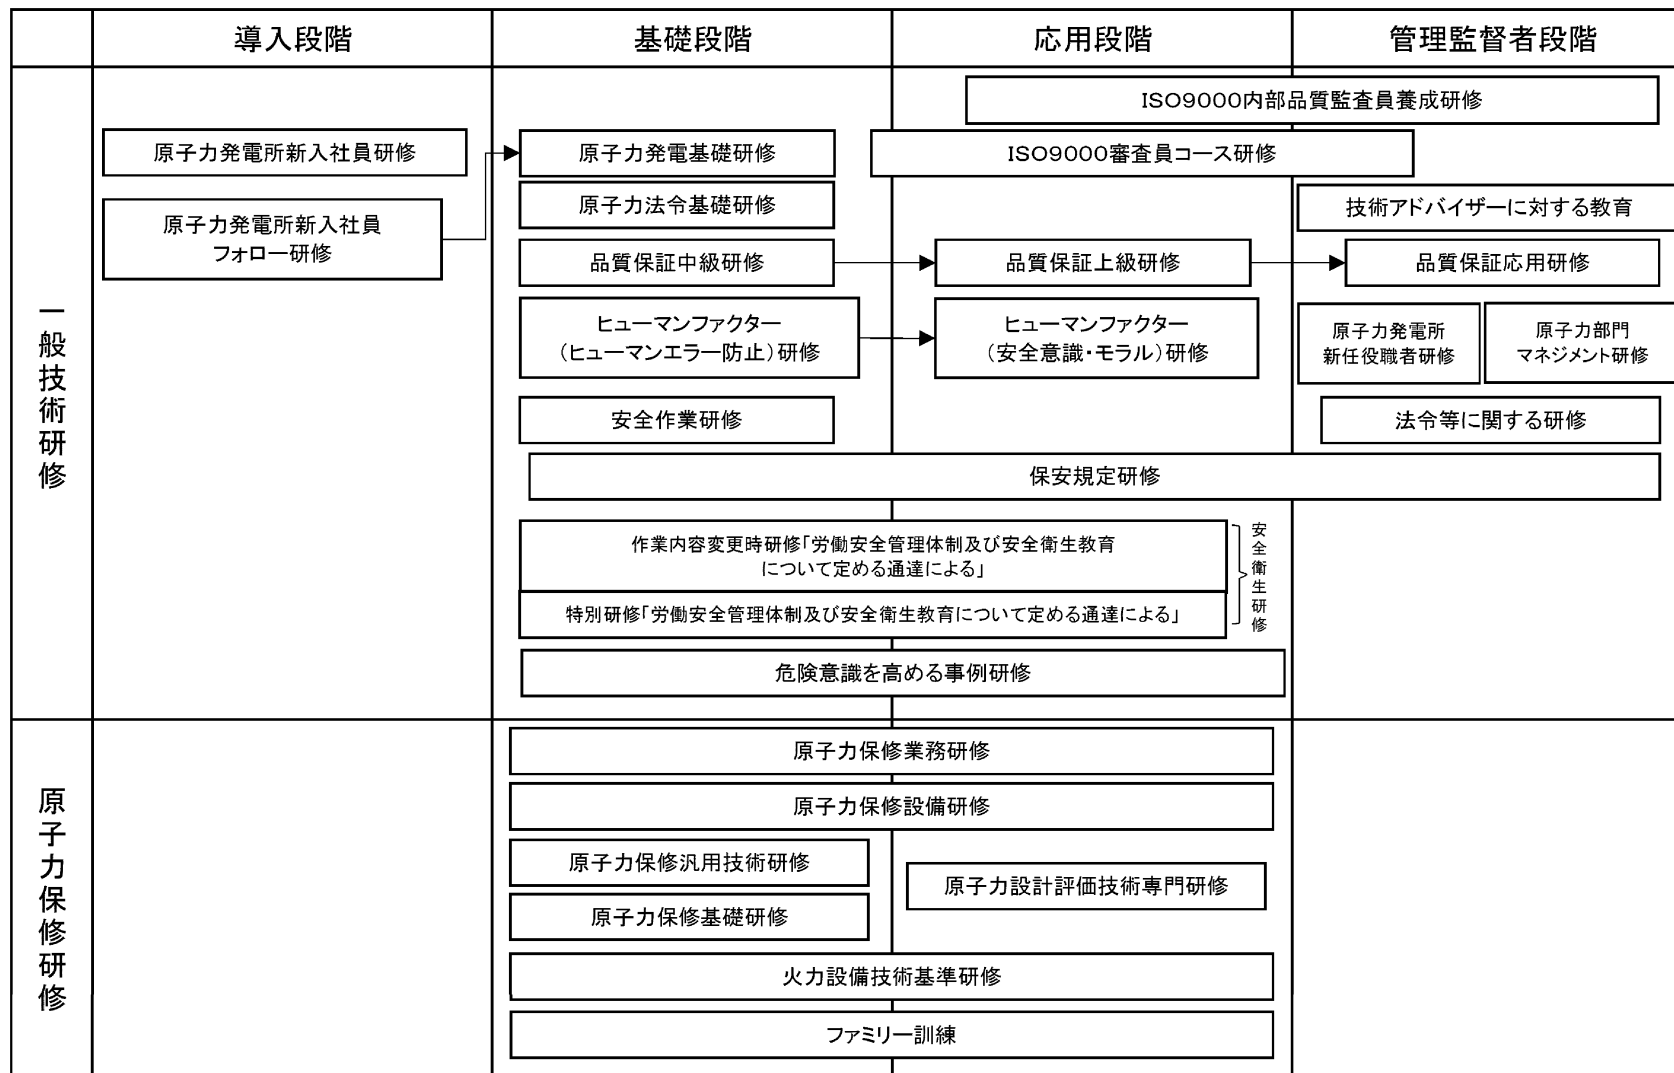 導入段階
基礎段階
応用段階
管理監督者段階
一般技術研修
ISO9000内部品質監査員養成研修
原子力発電所新入社員研修
原子力発電基礎研修
ISO9000審査員コース研修
原子力法令基礎研修
技術アドバイザーに対する教育
原子力発電所新入社員
フォロー研修
品質保証中級研修
品質保証上級研修
品質保証応用研修
ヒューマンファクター
(ヒューマンエラー防止)研修
ヒューマンファクター
(安全意識・モラル)研修
原子力発電所
新任役職者研修
原子力部門
マネジメント研修
安全作業研修
法令等に関する研修
保安規定研修
作業内容変更時研修「労働安全管理体制及び安全衛生教育
について定める通達による」
特別研修「労働安全管理体制及び安全衛生教育について定める通達による」
安全衛生研修
危険意識を高める事例研修
原子力保修研修
原子力保修業務研修
原子力保修設備研修
原子力保修汎用技術研修
原子力設計評価技術専門研修
原子力保修基礎研修
火力設備技術基準研修
ファミリー訓練